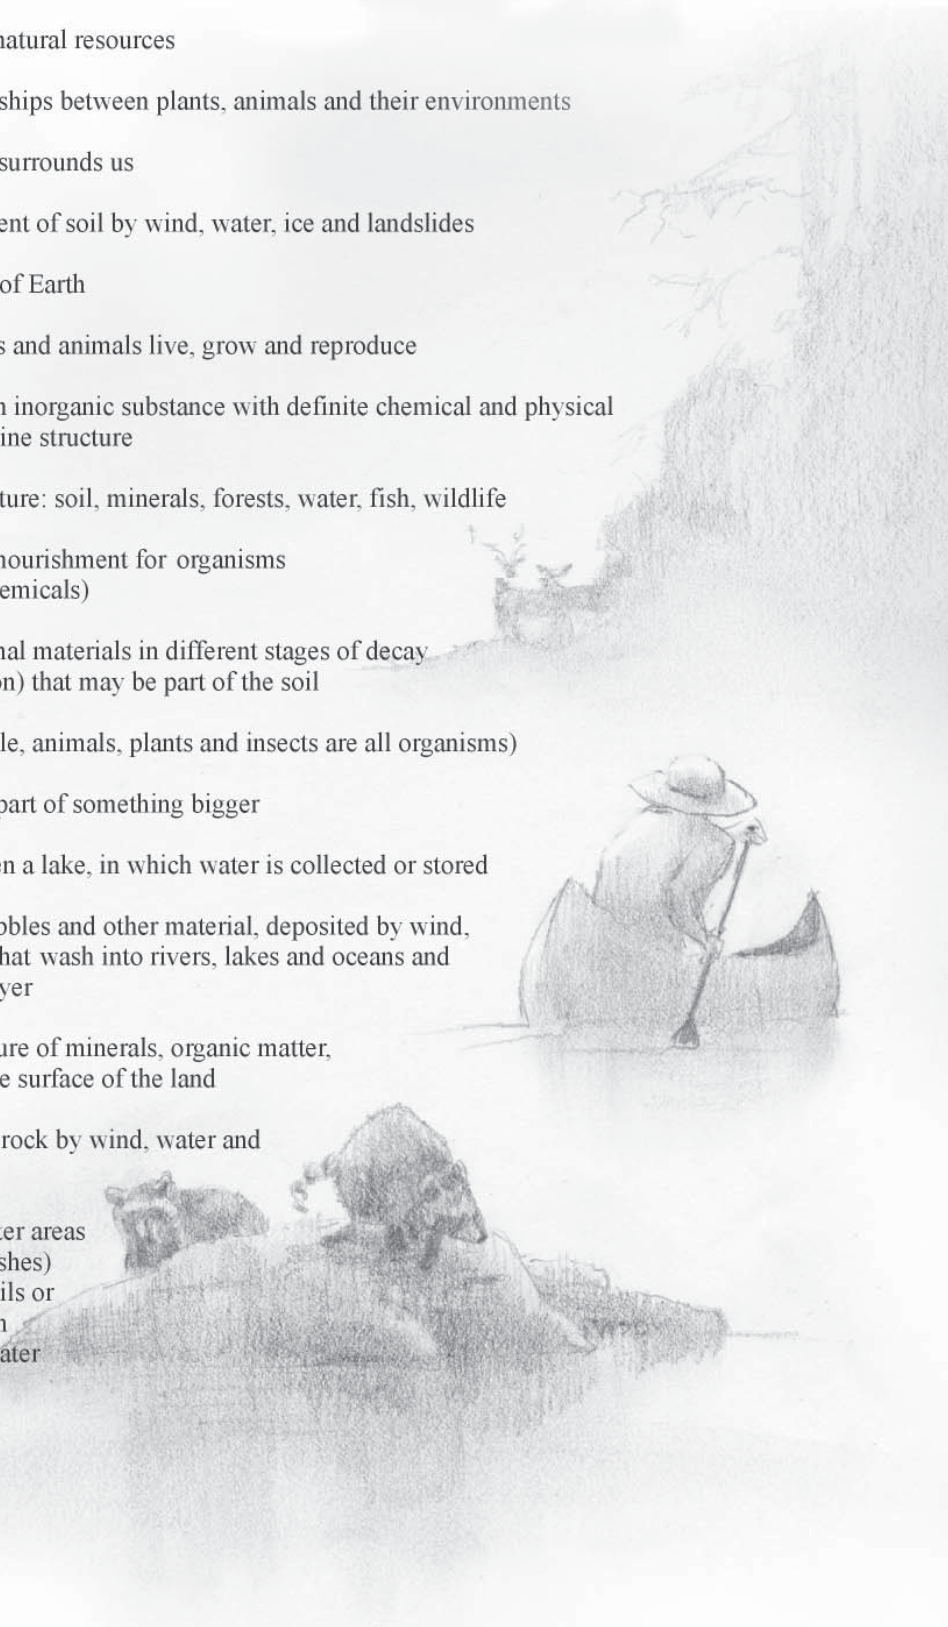 natural resources
ships between plants, animals and their environments
surrounds us
ent of soil by wind, water, ice and landslides
of Earth
s and animals live, grow and reproduce
n inorganic substance with definite chemical and physical
ine structure
ture: soil, minerals, forests, water, fish, wildlife
nourishment for organisms
emicals)
nal materials in different stages of decay
on) that may be part of the soil
le, animals, plants and insects are all organisms)
part of something bigger
en a lake, in which water is collected or stored
bbles and other material, deposited by wind,
hat wash into rivers, lakes and oceans and
yer
ure of minerals, organic matter,
e surface of the land
rock by wind, water and
ter areas
shes)
ils or
n
ater